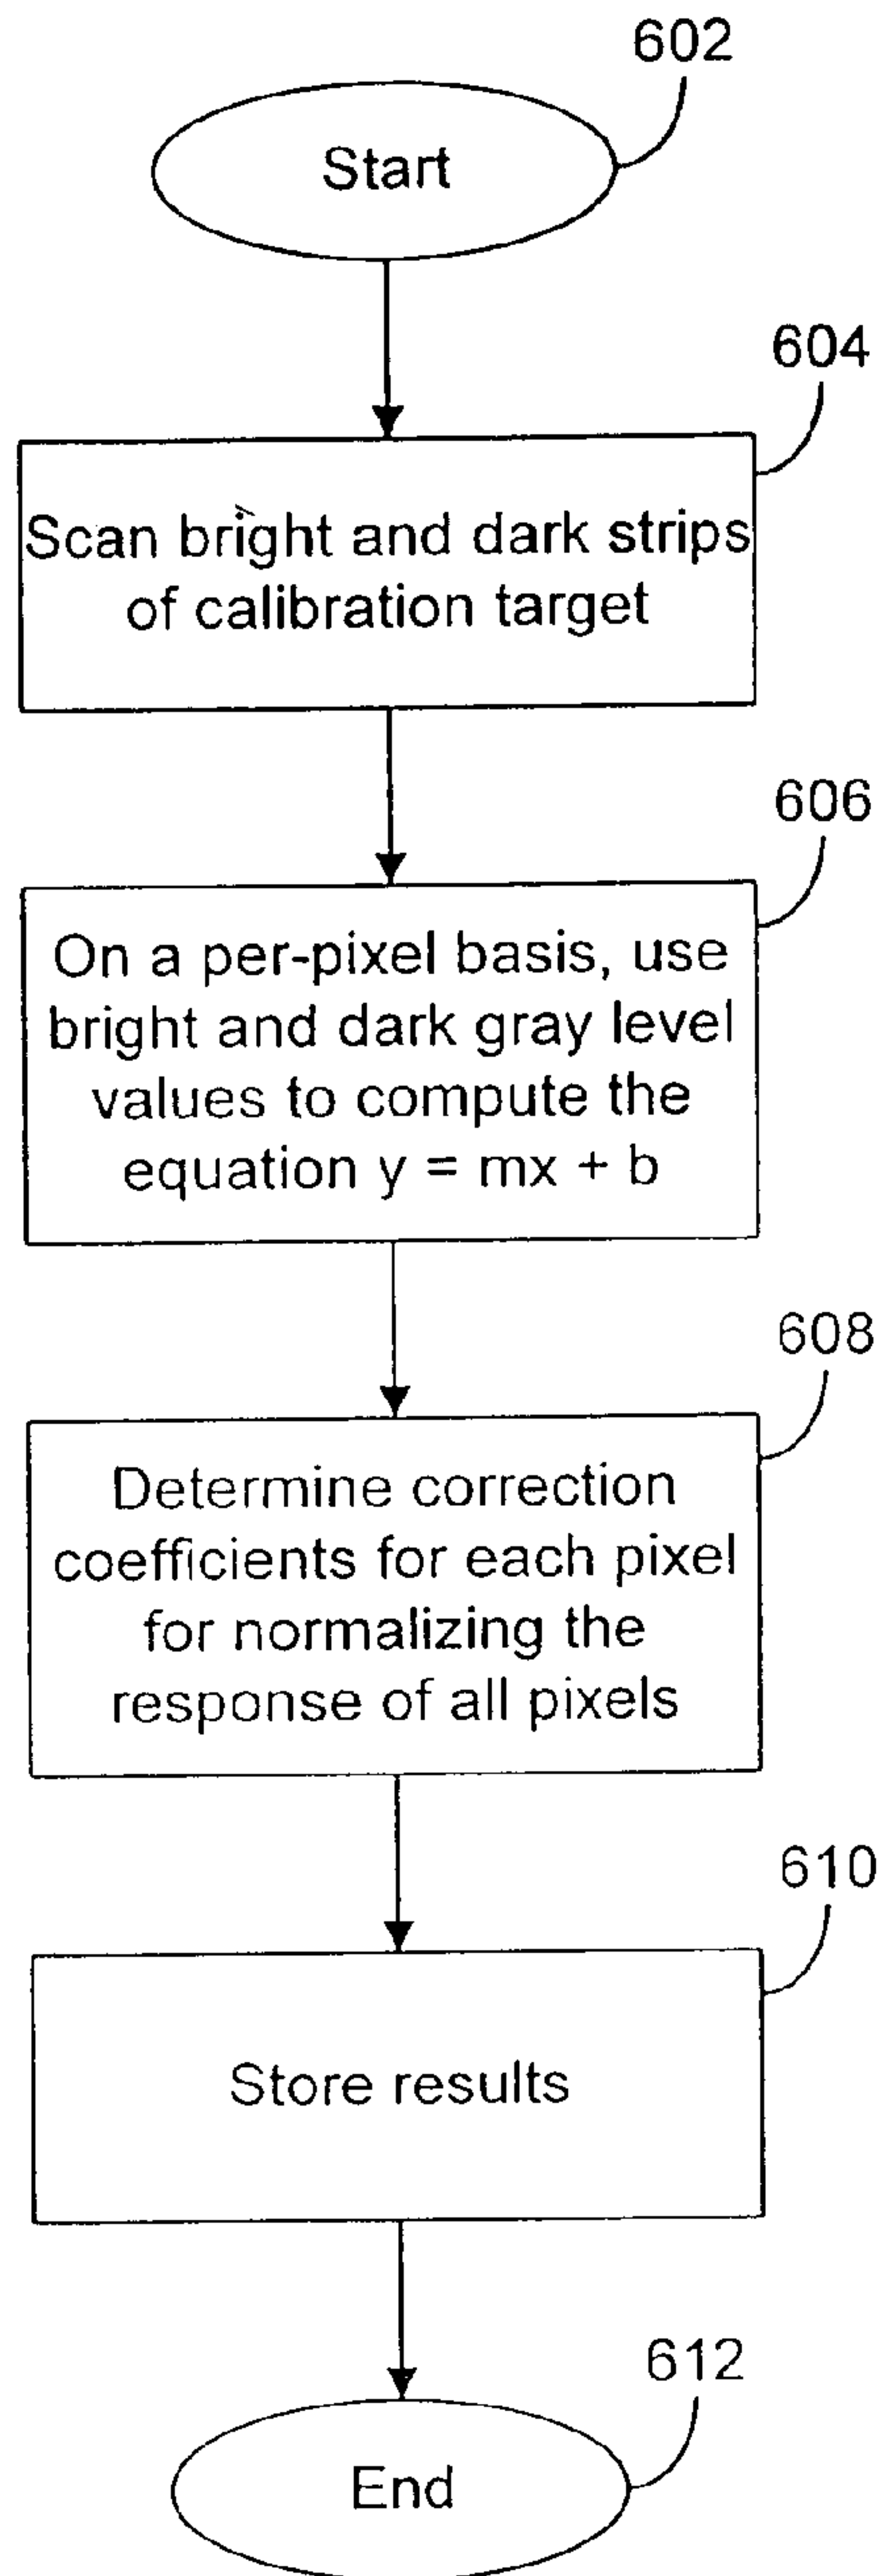 602
Start
604
Scan bright and dark strips
of calibration target
606
On a per-pixel basis, use
bright and dark gray level
values to compute the
equation y = mx + b
608
Determine correction
coefficients for each pixel
for normalizing the
response of all pixels
610
Store results
612
End